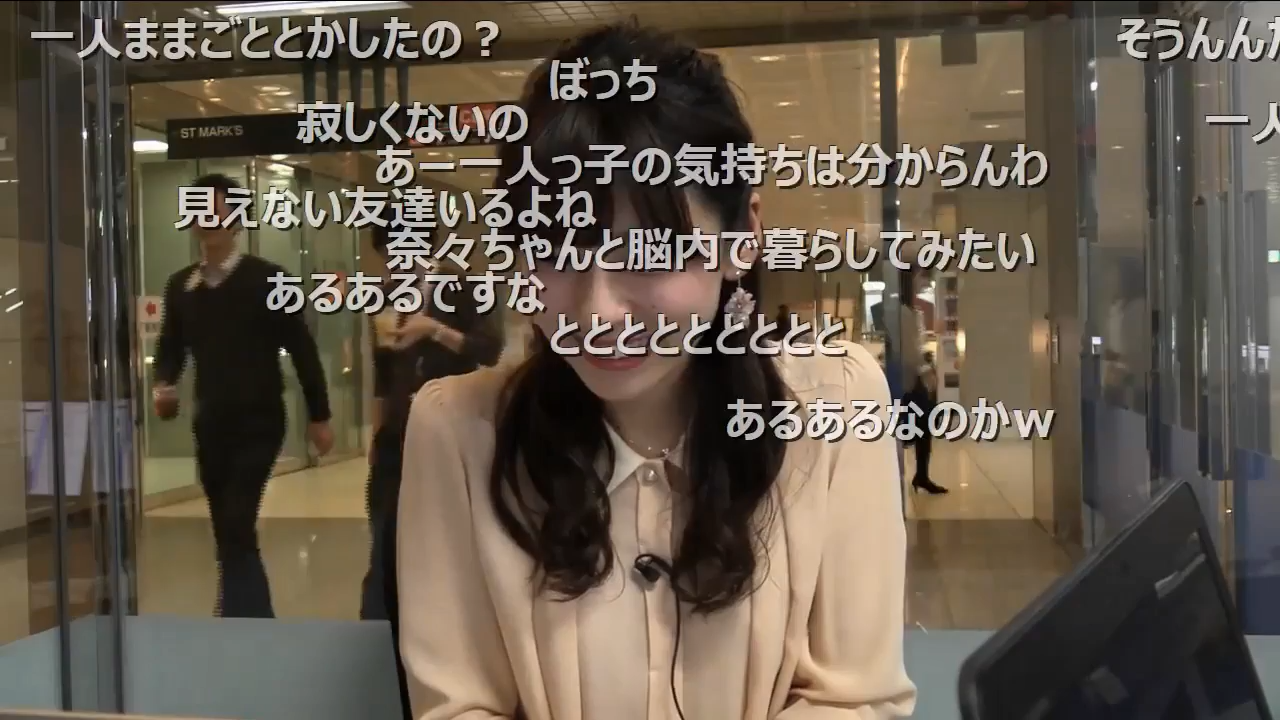 一人ままごととかしたの？
そうんん
ぼっち
寂しくないの
一人
ST MARK'S
あー一人っ子の気持ちは分からんわ
見えない友達いるよね
奈々ちゃんと脳内で暮らしてみたい
あるあるですな
とととととととととと
あるあるなのかw